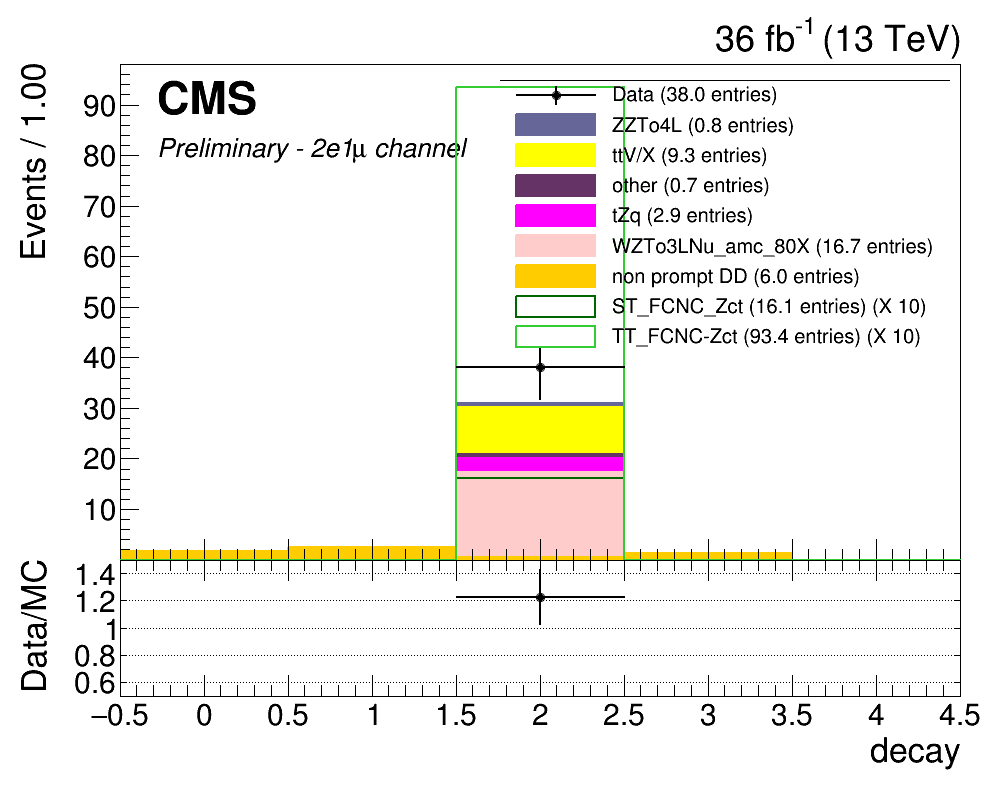 36 fb-1 (13 TeV)
Events / 1.00
CMS
Preliminary - 2e1μ channel
Data (38.0 entries)
ZZTo4L (0.8 entries)
ttV/X (9.3 entries)
other (0.7 entries)
tZq (2.9 entries)
WZTo3LNu_amc_80X (16.7 entries)
non prompt DD (6.0 entries)
ST_FCNC_Zct (16.1 entries) (X 10)
TT_FCNC-Zct (93.4 entries) (X 10)
90
80
70
60
50
40
30
20
10
Data/MC
1.4
1.2
1
0.8
0.6
−0.5 0 0.5 1 1.5 2 2.5 3 3.5 4 4.5
decay